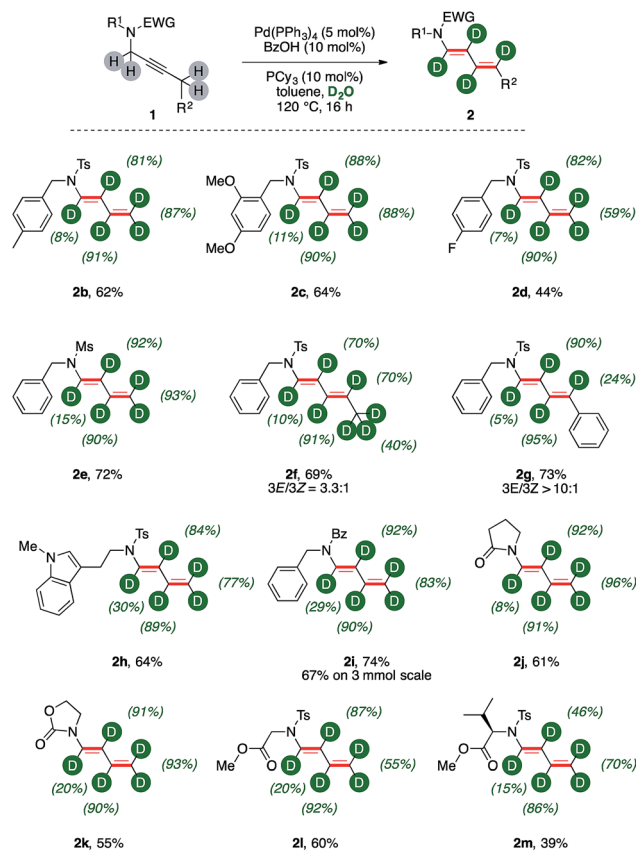 R¹
N
EWG
H
H
H
H
R²
1
Pd(PPh₃)₄ (5 mol%)
BzOH (10 mol%)
PCy₃ (10 mol%)
toluene, D₂O
120 °C, 16 h
EWG
R¹
N
D
D
D
D
R²
2
Ts
N
D
D
D
D
D
(81%)
(87%)
(8%)
(91%)
2b, 62%
MeO
MeO
Ts
N
D
D
D
D
D
(88%)
(88%)
(11%)
(90%)
2c, 64%
F
Ts
N
D
D
D
D
D
(82%)
(59%)
(7%)
(90%)
2d, 44%
Ms
N
D
D
D
D
D
(92%)
(93%)
(15%)
(90%)
2e, 72%
Ts
N
D
D
D
D
D
D
D
(70%)
(70%)
(10%)
(91%)
(40%)
2f, 69%
3E/3Z = 3.3:1
Ts
N
D
D
D
D
(90%)
(24%)
(5%)
(95%)
2g, 73%
3E/3Z > 10:1
Me
N
Ts
N
D
D
D
D
D
(84%)
(77%)
(30%)
(89%)
2h, 64%
Bz
N
D
D
D
D
D
(92%)
(83%)
(29%)
(90%)
2i, 74%
67% on 3 mmol scale
O
N
D
D
D
D
D
(92%)
(96%)
(8%)
(91%)
2j, 61%
O
O
N
D
D
D
D
D
(91%)
(93%)
(20%)
(90%)
2k, 55%
MeO
O
Ts
N
D
D
D
D
D
(87%)
(55%)
(20%)
(92%)
2l, 60%
MeO
O
Ts
N
D
D
D
D
D
(46%)
(70%)
(15%)
(86%)
2m, 39%